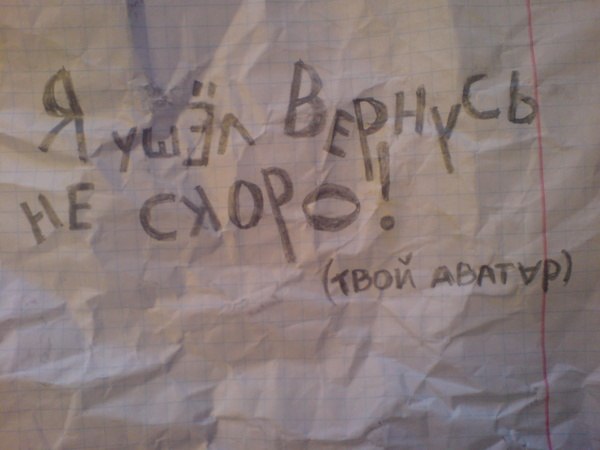 Я УШЁЛ ВЕРНУСЬ
НЕ СКОРО!
(ТВОЙ АВАТАР)